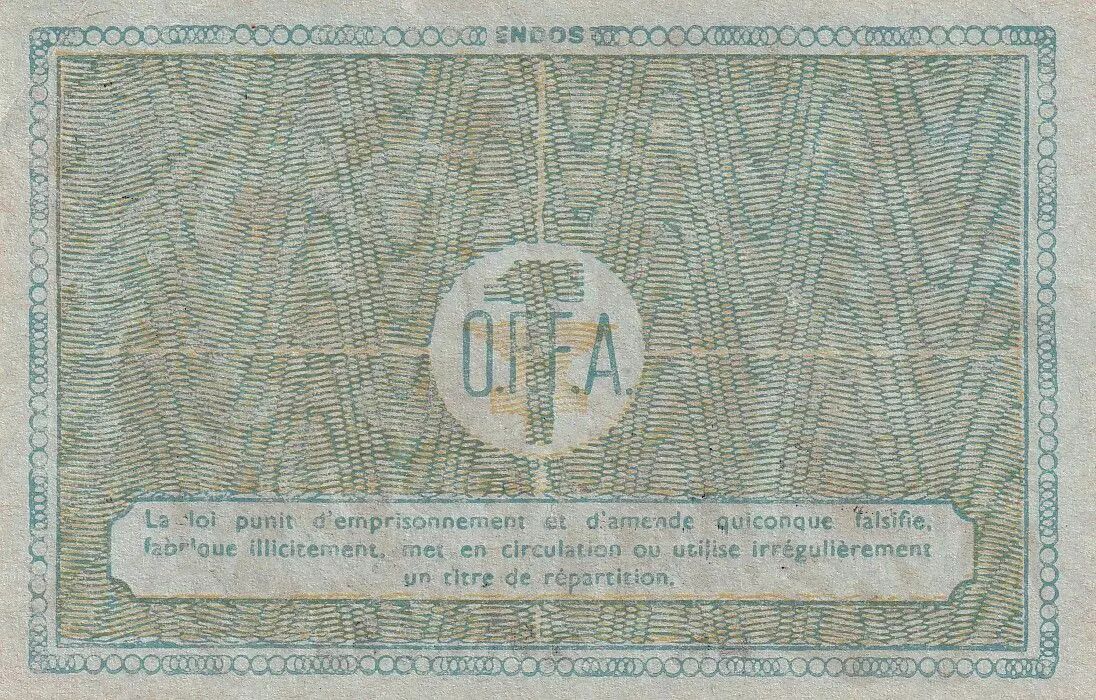 ENDOS
1
O.F.F.A.
La loi punit d'emprisonnement et d'amende quiconque falsifie,
fabrique illicitement, met en circulation ou utilise irrégulièrement
un titre de répartition.